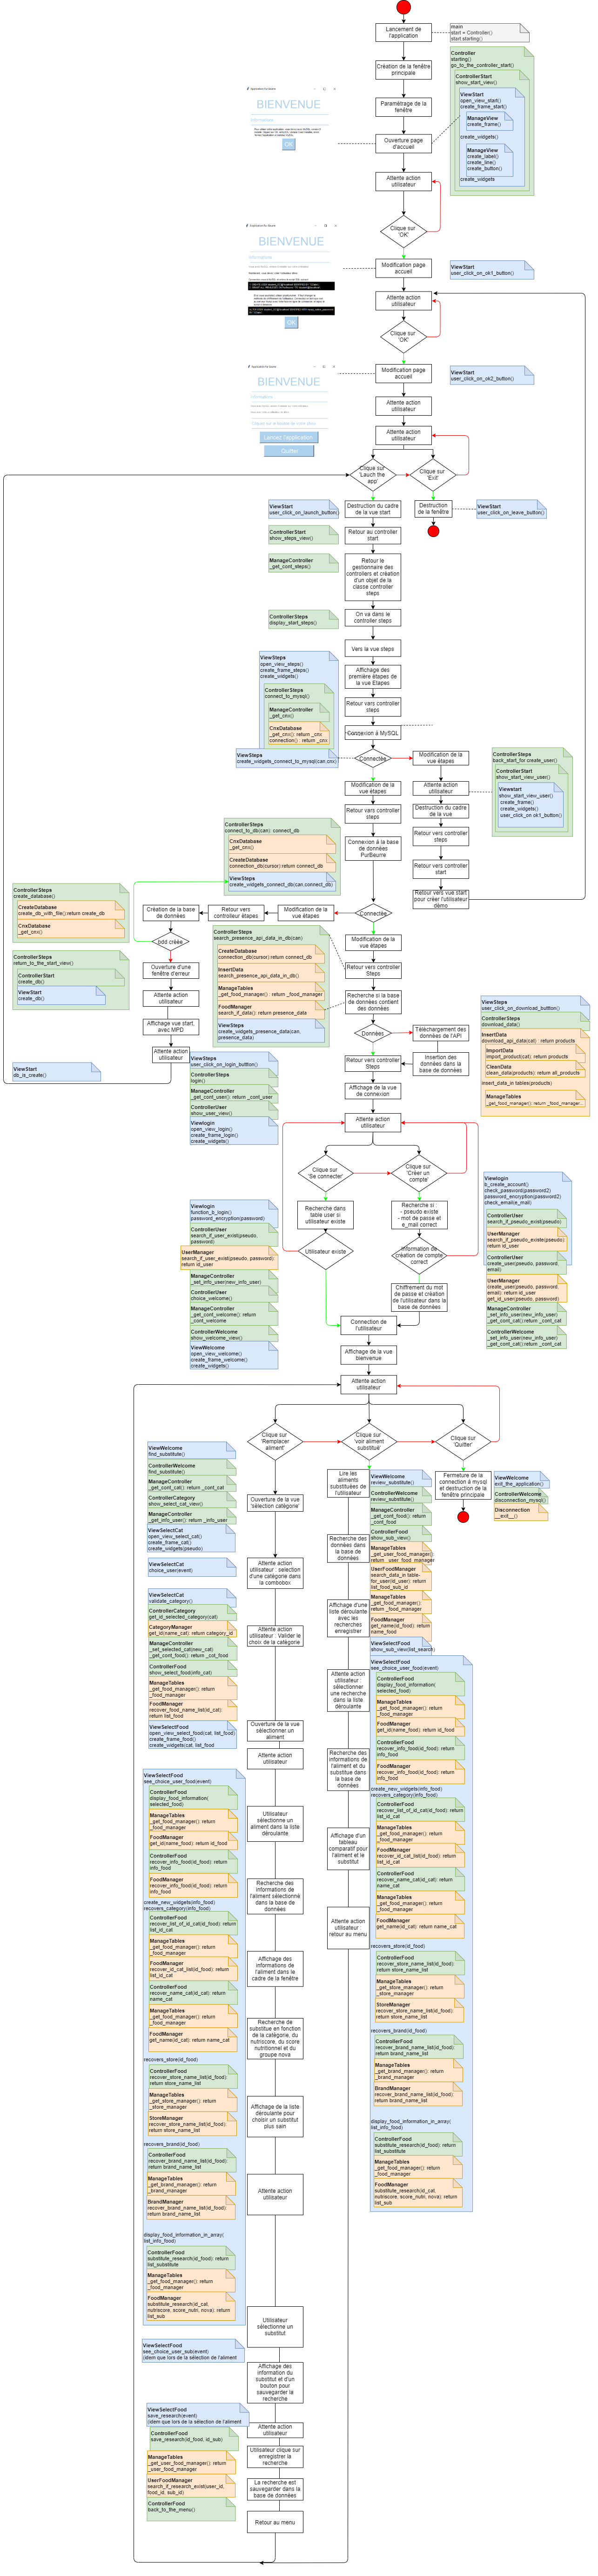 Lancement de
l'application
main
start = Controller()
start.starting()
Création de la fenêtre
principale
Controller
starting()
go_to_the_controller_start()
ControllerStart
show_start_view()
ViewStart
open_view_start()
create_frame_start()
ManageView
create_frame()
create_widgets()
ManageView
create_label()
create_line()
create_button()
create_widgets
Paramétrage de la
fenêtre
BIENVENUE
Ouverture page
d'accueil
OK
Attente action
utilisateur
Clique sur
'OK'
BIENVENUE
Modification page
accueil
ViewStart
user_click_on_ok1_button()
Attente action
utilisateur
OK
Clique sur
'OK'
Modification page
accueil
ViewStart
user_click_on_ok2_button()
BIENVENUE
Attente action
utilisateur
Lancez l'application
Quitter
Attente action
utilisateur
Clique sur
'Lauch the
app'
Clique sur
'Exit'
ViewStart
user_click_on_launch_button()
Destruction du cadre
de la vue start
Destruction
de la fenêtre
ViewStart
user_click_on_leave_button()
ControllerStart
show_steps_view()
Retour au controller
start
ManageController
_get_cont_steps()
Retour le
gestionnaire des
controllers et création
d'un objet de la
classe controller
steps
ControllerSteps
display_start_steps()
On va dans le
controller steps
Vers la vue steps
ViewSteps
open_view_steps()
create_frame_steps()
create_widgets()
ControllerSteps
connect_to_mysql()
ManageController
_get_cnx()
CnxDatabase
_get_cnx(): return _cnx
connection() : return _cnx
Affichage des
première étapes de
la vue Etapes
Retour vars controller
steps
Connexion à MySQL
ViewSteps
create_widgets_connect_to_mysql(can,cnx)
Connectée
Modification de la
vue étapes
ControllerSteps
back_start_for create_user()
ControllerStart
show_start_view_user()
Viewstart
show_start_view_user()
create_frame()
create_widgets()
user_click_on ok1_button()
Modification de la
vue étapes
Attente action
utilisateur
Retour vars controller
steps
Destruction du cadre
de la vue
ControllerSteps
connect_to_db(can): connect_db
CnxDatabase
_get_cnx()
CreateDatabase
connection_db(cursor):return connect_db
ViewSteps
create_widgets_connect_db(can,connect_db)
Connexion à la base
de données
PurBeurre
Retour vers controller
steps
Retour vers controller
start
Retour vars vue start
pour créer l'utilisateur
démo
ControllerSteps
create_database()
CreateDatabase
create_db_with_file():return create_db
CnxDatabase
_get_cnx()
Création de la base
de données
Retour vers
controlleur étapes
Modification de la
vue étapes
Connectée
bdd créée
ControllerSteps
search_presence_api_data_in_db(can)
CreateDatabase
connection_db(cursor):return connect_db
InsertData
search_presence_api_data_in_db()
ManageTables
_get_food_manager() : return _food_manager
FoodManager
search_if_data(): return presence_data
ViewSteps
create_widgets_presence_data(can,
presence_data)
Modification de la
vue étapes
ControllerSteps
return_to_the_start_view()
ControllerStart
create_db()
ViewStart
create_db()
Ouverture d'une
fenêtre d'erreur
Retour vers controller
Steps
Attente action
utilisateur
Recherche si la base
de données contient
des données
Affichage vue start,
avec MPD
Données
Téléchargement des
données de l'API
ViewSteps
user_click_on_download_buttton()
ControllerSteps
download_data()
InsertData
download_api_data(cat) : return products
ImportData
import_product(cat): return products
CleanData
clean_data(products): return all_products
insert_data_in tables(products)
ManageTables
_get_food_manager(): return _food_manager...
Attente action
utilisateur
ViewStart
db_is_create()
Retour vers controller
Steps
Insertion des
données dans la
base de données
ViewSteps
user_click_on_login_buttton()
ControllerSteps
login()
ManageController
_get_cont_user(): return _cont_user
ControllerUser
show_user_view()
Viewlogin
open_view_login()
create_frame_login()
create_widgets()
Affichage de la vue
de connexion
Attente action
utilisateur
Clique sur
'Se connecter'
Clique sur
'Créer un
compte'
Viewlogin
b_create_account()
check_password(password2)
password_encryption(password2)
check_email(e_mail)
ControllerUser
search_if_pseudo_exist(pseudo)
UserManager
search_if_pseudo_existe(pseudo):
return id_user
ControllerUser
create_user(pseudo, password,
email)
UserManager
create_user(pseudo, password,
email): return id_user
get_id_user(pseudo_password)
ManageController
_set_info_user(new_info_user)
_get_cont_cat(): return _cont_cat
ControllerWelcome
_set_info_user(new_info_user)
_get_cont_cat(): return _cont_cat
Viewlogin
function_b_login()
password_encryption(password)
ControllerUser
search_if_user_exist(pseudo,
password)
UserManager
search_if_user_exist(pseudo, password):
return id_user
ManageController
_set_info_user(new_info_user)
ControllerUser
choice_welcome()
ManageController
_get_cont_welcome(): return
_cont_welcome
ControllerWelcome
show_welcome_view()
ViewWelcome
open_view_welcome()
create_frame_welcome()
create_widgets()
Recherche dans
table user si
utilisateur existe
Recherche si :
- pseudo existe
- mot de passe et
e_mail correct
Utilisateur existe
Information de
création de compte
correct
Chiffrement du mot
de passe et création
de l'utilisateur dans la
base de données
Connection de
l'utilisateur
Affichage de la vue
bienvenue
Attente action
utilisateur
Clique sur
'Remplacer
aliment'
Clique sur
'voir aliment
substitué'
Clique sur
'Quitter'
ViewWelcome
find_substitute()
ControllerWelcome
find_substitute()
ManageController
_get_cont_cat(): return _cont_cat
ControllerCategory
show_select_cat_view()
ManageController
_get_info_user() : return _info_user
ViewSelectCat
open_view_select_cat()
create_frame_cat()
create_widgets(pseudo)
ViewSelectCat
choice_user(event)
ViewSelectCat
validate_category()
ControllerCategory
get_id_selected_category(cat)
CategoryManager
get_id(name_cat): return category_id
ManageController
_set_selected_cat(new_cat)
_get_cont_food() : return _cot_food
ControllerFood
show_select_food(info_cat)
ManageTables
_get_food_manager(): return
_food_manager
FoodManager
recover_food_name_list(id_cat):
return list_food
ViewSelectFood
open_view_select_food(cat, list_food)
create_frame_food()
create_widgets(cat, list_food
Ouverture de la vue
'sélection catégorie'
Attente action
utilisateur : selection
d'une catégorie dans
la combobox
Attente action
utilisateur : Valider le
choix de la catégorie
Ouverture de la vue
sélectionner un
aliment
Attente action
utilisateur
Lire les
aliments
substituées de
l'utilisateur
Recherche des
données dans la
base de
données
Affichage d'une
liste déroulante
avec les
recherches
enregistrer
Attente action
utilisateur :
sélectionner
une recherche
dans la liste
déroulante
Recherche des
informations de
l'aliment et du
substitue dans la
base de
données
Affichage d'un
tableau
comparatif pour
l'aliment et le
substitut
Attente action
utilisateur :
retour au menu
Fermeture de la
connection à mysql
et destruction de la
fenêtre principale
ViewWelcome
exit_the_application()
ControllerWelcome
disconnection_mysql()
Disconnection
__exit__()
ViewWelcome
review_substitute()
ControllerWelcome
review_substitute()
ManageController
_get_cont_food(): return
_cont_food
ControllerFood
show_sub_view()
ManageTables
_get_user_food_manager()
return _user_food_manager
UserFoodManager
search_data_in table-
for_user(id_user): return
list_food_sub_id
ManageTables
_get_food_manager():
return _food_manager
FoodManager
get_name(id_food): return
name_food
ViewSelectFood
show_sub_view(list_search)
ViewSelectFood
see_choice_user_food(event)
ControllerFood
display_food_information(
selected_food)
ManageTables
_get_food_manager(): return
_food_manager
FoodManager
get_id(name_food): return id_food
ControllerFood
recover_info_food(id_food): return
info_food
FoodManager
recover_info_food(id_food): return
info_food
create_new_widgets(info_food)
recovers_category(info_food)
ControllerFood
recover_list_of_id_cat(id_food): return
list_id_cat
ManageTables
_get_food_manager(): return
_food_manager
FoodManager
recover_id_cat_list(id_food): return
list_id_cat
ControllerFood
recover_name_cat(id_cat): return
name_cat
ManageTables
_get_food_manager(): return
_food_manager
FoodManager
get_name(id_cat): return name_cat
recovers_store(id_food)
ControllerFood
recover_store_name_list(id_food):
return store_name_list
ManageTables
_get_store_manager(): return
_store_manager
StoreManager
recover_store_name_list(id_food):
return store_name_list
recovers_brand(id_food)
ControllerFood
recover_brand_name_list(id_food):
return brand_name_list
ManageTables
_get_brand_manager(): return
_brand_manager
BrandManager
recover_brand_name_list(id_food):
return brand_name_list
display_food_information_in_array(
list_info_food)
ControllerFood
substitute_research(id_food): return
list_substitute
ManageTables
_get_food_manager(): return
_food_manager
FoodManager
substitute_research(id_cat,
nutriscore, score_nutri, nova): return
list_sub
ViewSelectFood
see_choice_user_food(event)
ControllerFood
display_food_information(
selected_food)
ManageTables
_get_food_manager(): return
_food_manager
FoodManager
get_id(name_food): return id_food
ControllerFood
recover_info_food(id_food): return
info_food
FoodManager
recover_info_food(id_food): return
info_food
create_new_widgets(info_food)
recovers_category(info_food)
ControllerFood
recover_list_of_id_cat(id_food): return
list_id_cat
ManageTables
_get_food_manager(): return
_food_manager
FoodManager
recover_id_cat_list(id_food): return
list_id_cat
ControllerFood
recover_name_cat(id_cat): return
name_cat
ManageTables
_get_food_manager(): return
_food_manager
FoodManager
get_name(id_cat): return name_cat
recovers_store(id_food)
ControllerFood
recover_store_name_list(id_food):
return store_name_list
ManageTables
_get_store_manager(): return
_store_manager
StoreManager
recover_store_name_list(id_food):
return store_name_list
recovers_brand(id_food)
ControllerFood
recover_brand_name_list(id_food):
return brand_name_list
ManageTables
_get_brand_manager(): return
_brand_manager
BrandManager
recover_brand_name_list(id_food):
return brand_name_list
display_food_information_in_array(
list_info_food)
ControllerFood
substitute_research(id_food): return
list_substitute
ManageTables
_get_food_manager(): return
_food_manager
FoodManager
substitute_research(id_cat,
nutriscore, score_nutri, nova): return
list_sub
Utilisateur
sélectionne un
aliment dans la liste
déroulante
Recherche des
informations de
l'aliment sélectionné
dans la base de
données
Affichage des
informations de
l'aliment dans le
cadre de la fenêtre
Recherche de
substitue en fonction
de la catégorie, du
nutriscore, du score
nutritionnel et du
groupe nova
Affichage de la liste
déroulante pour
choisir un substitut
plus sain
Attente action
utilisateur
Utilisateur
sélectionne un
substitut
ViewSelectFood
see_choice_user_sub(event)
(idem que lors de la sélection de l'aliment
Affichage des
information du
substitut et d'un
bouton pour
sauvegarder la
recherche
ViewSelectFood
save_research(event)
(idem que lors de la sélection de l'aliment
Attente action
utilisateur
ControllerFood
save_research(id_food, id_sub)
Utilisateur clique sur
enregistrer la
recherche
ManageTables
_get_user_food_manager(): return
_user_food_manager
UserFoodManager
search_if_research_exist(user_id,
food_id, sub_id)
La recherche est
sauvegarder dans la
base de données
ControllerFood
back_to_the_menu()
Retour au menu